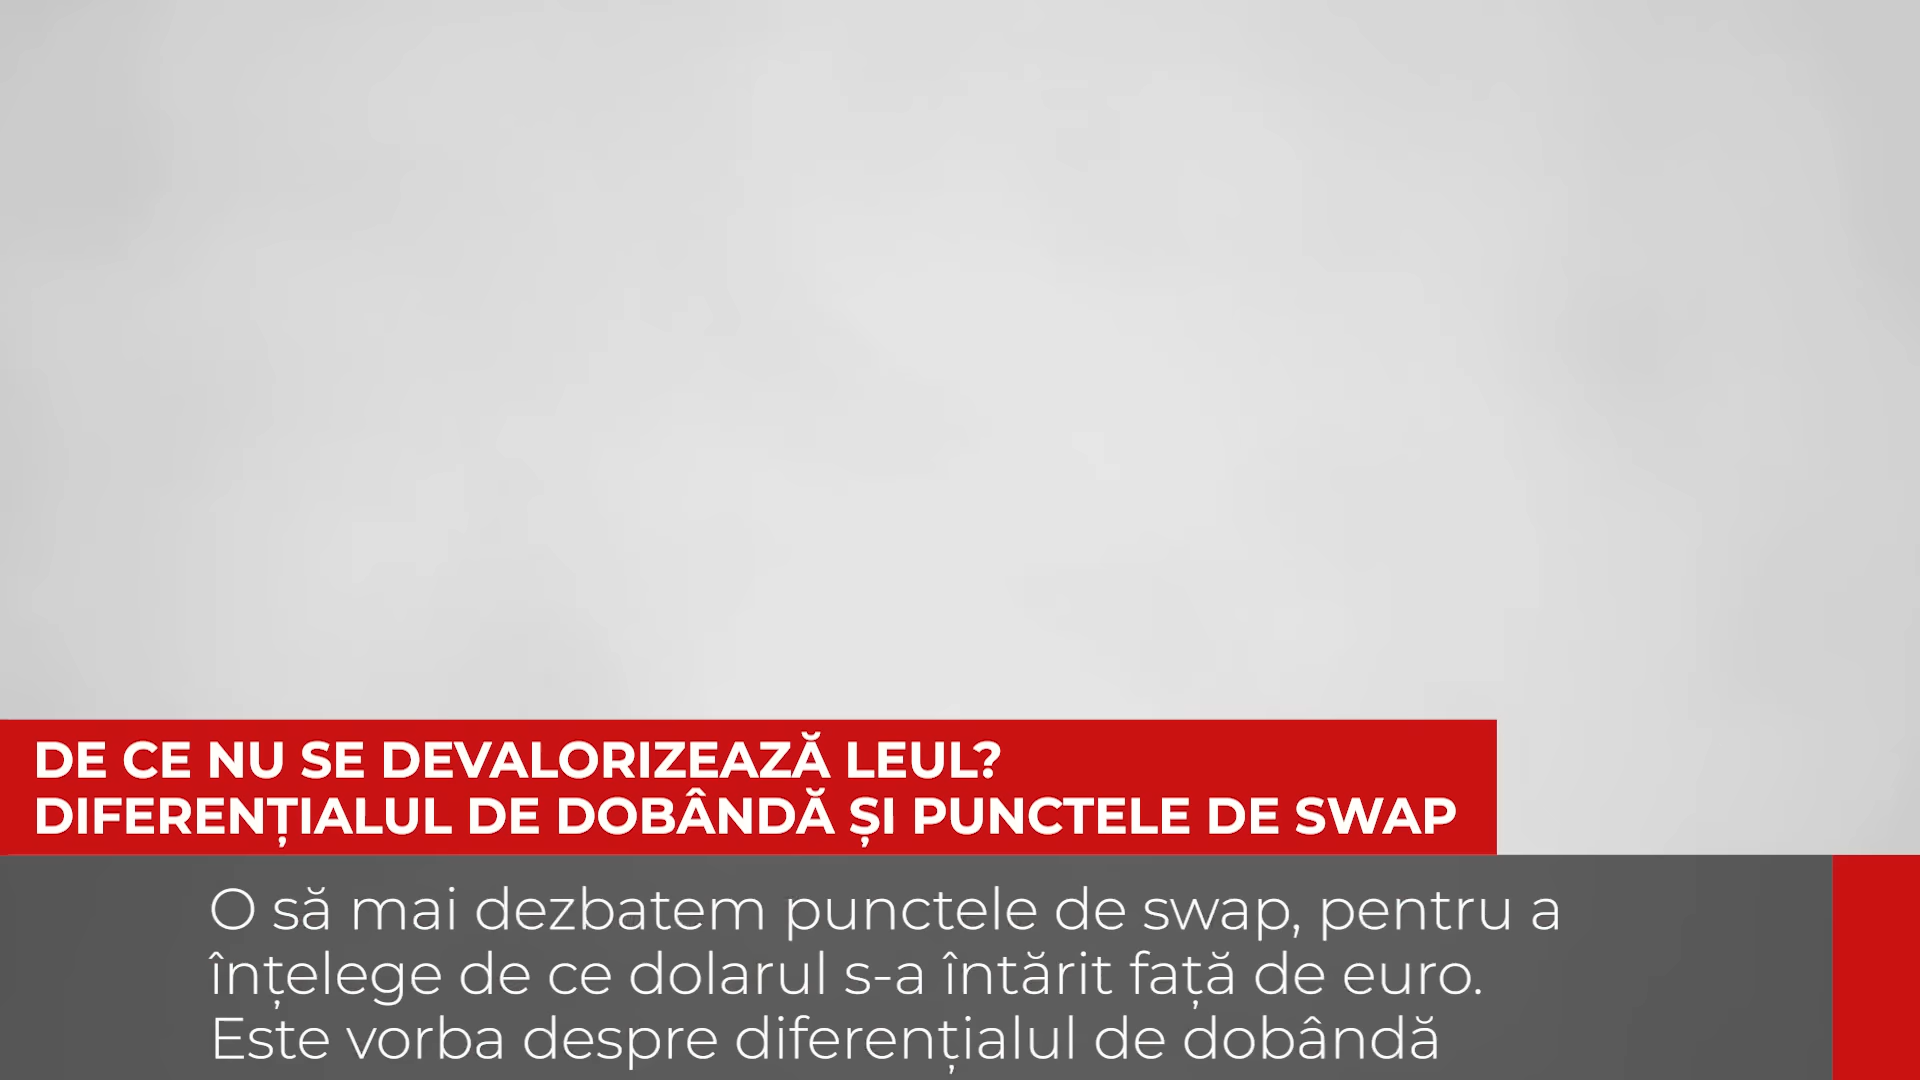 DE CE NU SE DEVALORIZEAZĂ LEUL?
DIFERENȚIALUL DE DOBÂNDĂ ȘI PUNCTELE DE SWAP
O să mai dezbatem punctele de swap, pentru a
înțelege de ce dolarul s-a întărit față de euro.
Este vorba despre diferențialul de dobândă